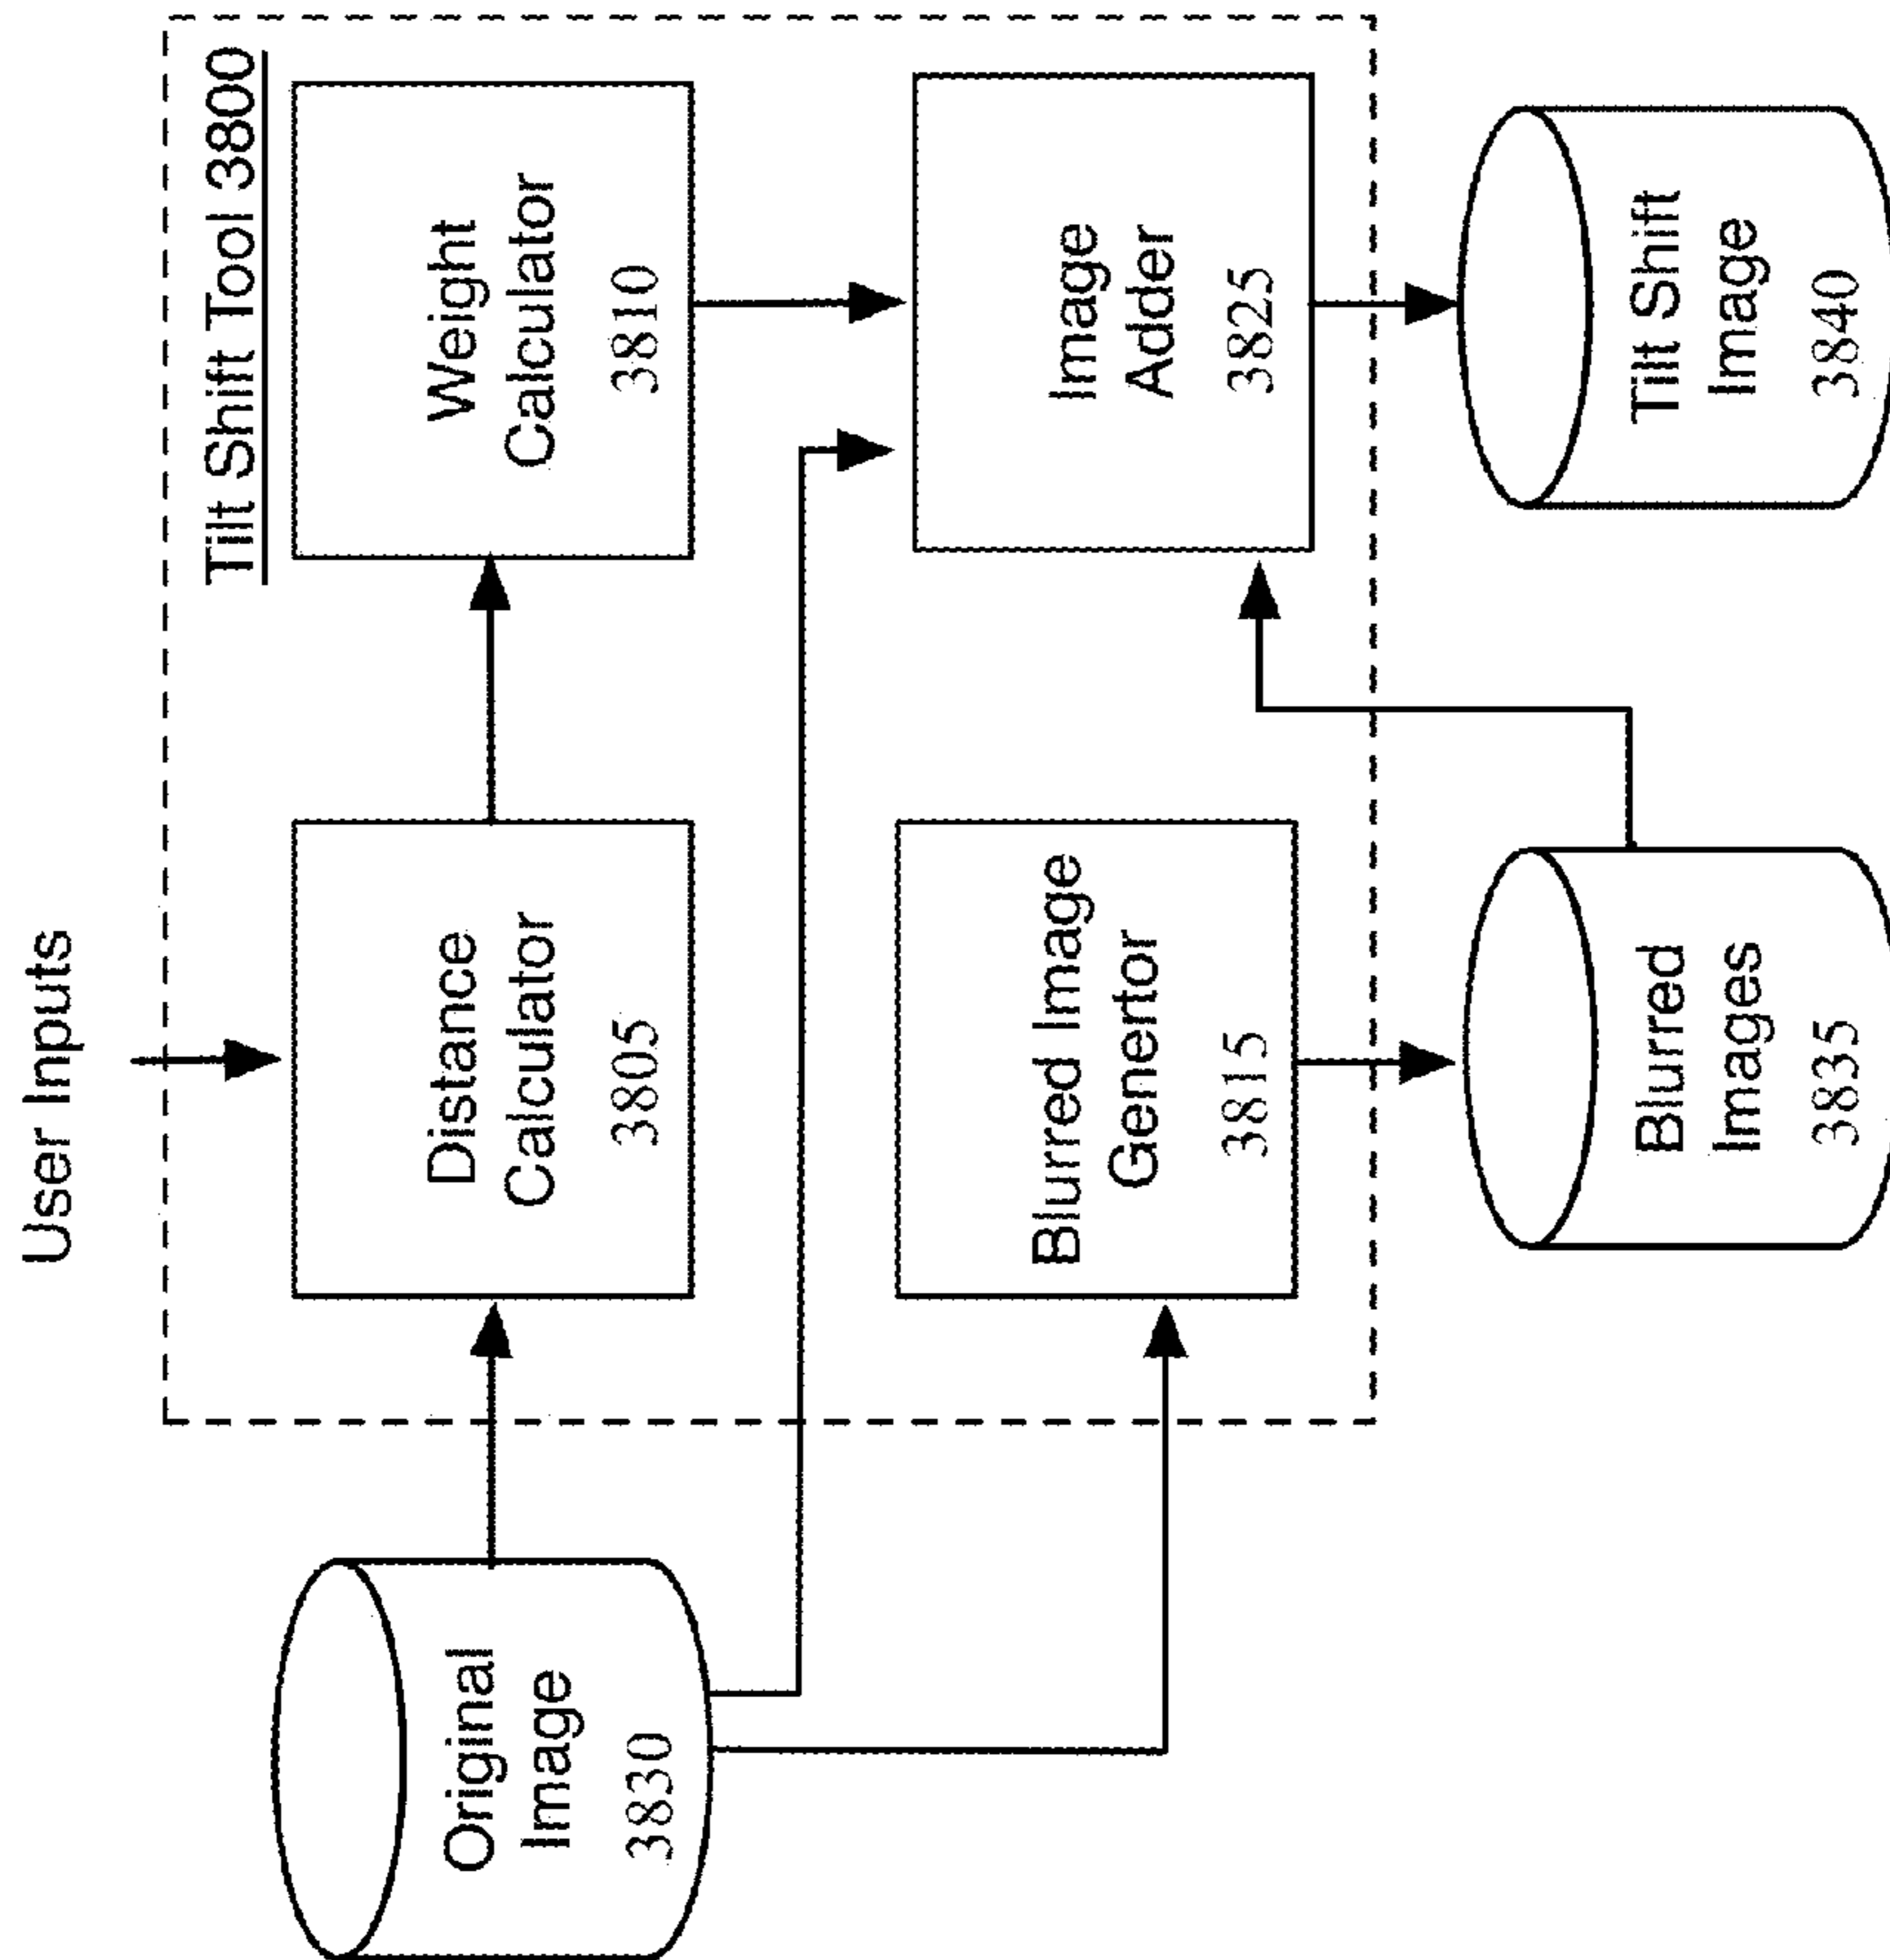 User Inputs
Tilt Shift Tool 3800
Original
Image
3830
Distance
Calculator
3805
Weight
Calculator
3810
Blurred Image
Genertor
3815
Image
Adder
3825
Blurred
Images
3835
Tilt Shift
Image
3840